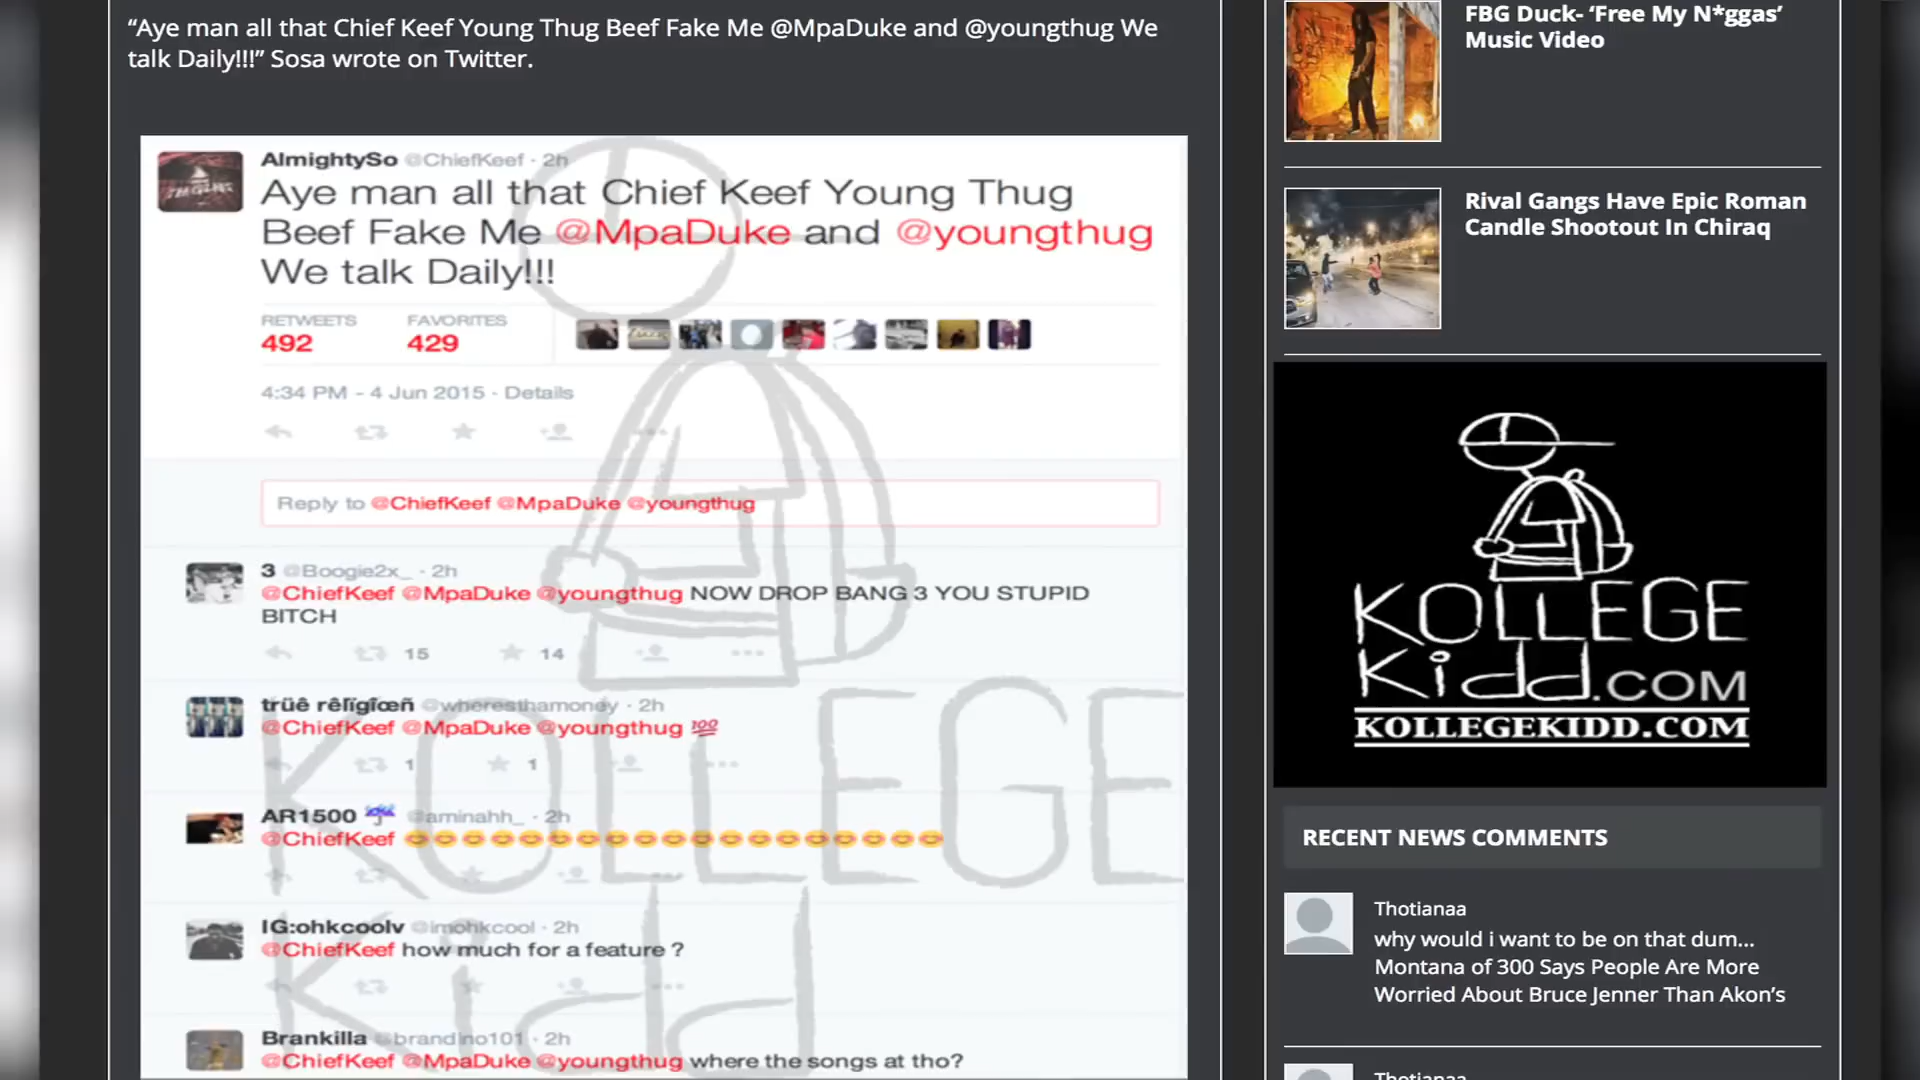 “Aye man all that Chief Keef Young Thug Beef Fake Me @MpaDuke and @youngthug We
talk Daily!!!” Sosa wrote on Twitter.
AlmightySo @ChiefKeef · 2h
Aye man all that Chief Keef Young Thug
Beef Fake Me @MpaDuke and @youngthug
We talk Daily!!!
RETWEETS FAVORITES
492 429
4:34 PM - 4 Jun 2015 · Details
Reply to @ChiefKeef @MpaDuke @youngthug
3 @Boogie2x_ · 2h
@ChiefKeef @MpaDuke @youngthug NOW DROP BANG 3 YOU STUPID
BITCH
15 14
trüê rêlïgîœñ @wheresthamoney · 2h
@ChiefKeef @MpaDuke @youngthug 💯
1 1
AR1500 @aminahh_ · 2h
@ChiefKeef
IG:ohkcoolv @imohkcool · 2h
@ChiefKeef how much for a feature ?
Brankilla @brandino101 · 2h
@ChiefKeef @MpaDuke @youngthug where the songs at tho?
KOLLEGE
Kidd
FBG Duck- ‘Free My N*ggas’
Music Video
Rival Gangs Have Epic Roman
Candle Shootout In Chiraq
KOLLEGE
Kidd.COM
KOLLEGEKIDD.COM
RECENT NEWS COMMENTS
Thotianaa
why would i want to be on that dum...
Montana of 300 Says People Are More
Worried About Bruce Jenner Than Akon’s
Thotianaa